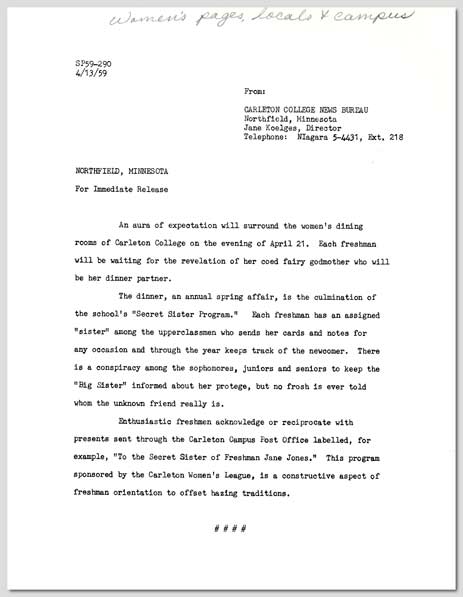 Women's pages, locals & campus
SP59-290
4/13/59
From:
CARLETON COLLEGE NEWS BUREAU
Northfield, Minnesota
Jane Koelges, Director
Telephone: NIagara 5-4431, Ext. 218
NORTHFIELD, MINNESOTA
For Immediate Release
An aura of expectation will surround the women's dining
rooms of Carleton College on the evening of April 21. Each freshman
will be waiting for the revelation of her coed fairy godmother who will
be her dinner partner.
The dinner, an annual spring affair, is the culmination of
the school's "Secret Sister Program." Each freshman has an assigned
"sister" among the upperclassmen who sends her cards and notes for
any occasion and through the year keeps track of the newcomer. There
is a conspiracy among the sophomores, juniors and seniors to keep the
"Big Sister" informed about her protege, but no frosh is ever told
whom the unknown friend really is.
Enthusiastic freshmen acknowledge or reciprocate with
presents sent through the Carleton Campus Post Office labelled, for
example, "To the Secret Sister of Freshman Jane Jones." This program
sponsored by the Carleton Women's League, is a constructive aspect of
freshman orientation to offset hazing traditions.
# # # #